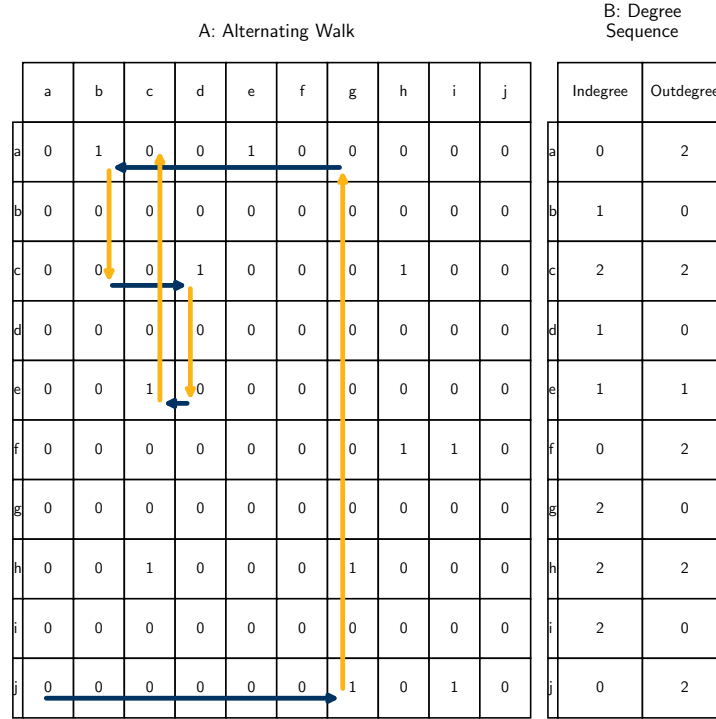 A: Alternating Walk
B: Degree
Sequence
a b c d e f g h i j
Indegree Outdegree
a 0 1 0 0 1 0 0 0 0 0
a 0 2
b 0 0 0 0 0 0 0 0 0 0
b 1 0
c 0 0 0 1 0 0 0 1 0 0
c 2 2
d 0 0 0 0 0 0 0 0 0 0
d 1 0
e 0 0 1 0 0 0 0 0 0 0
e 1 1
f 0 0 0 0 0 0 0 1 1 0
f 0 2
g 0 0 0 0 0 0 0 0 0 0
g 2 0
h 0 0 1 0 0 0 1 0 0 0
h 2 2
i 0 0 0 0 0 0 0 0 0 0
i 2 0
j 0 0 0 0 0 0 1 0 1 0
j 0 2